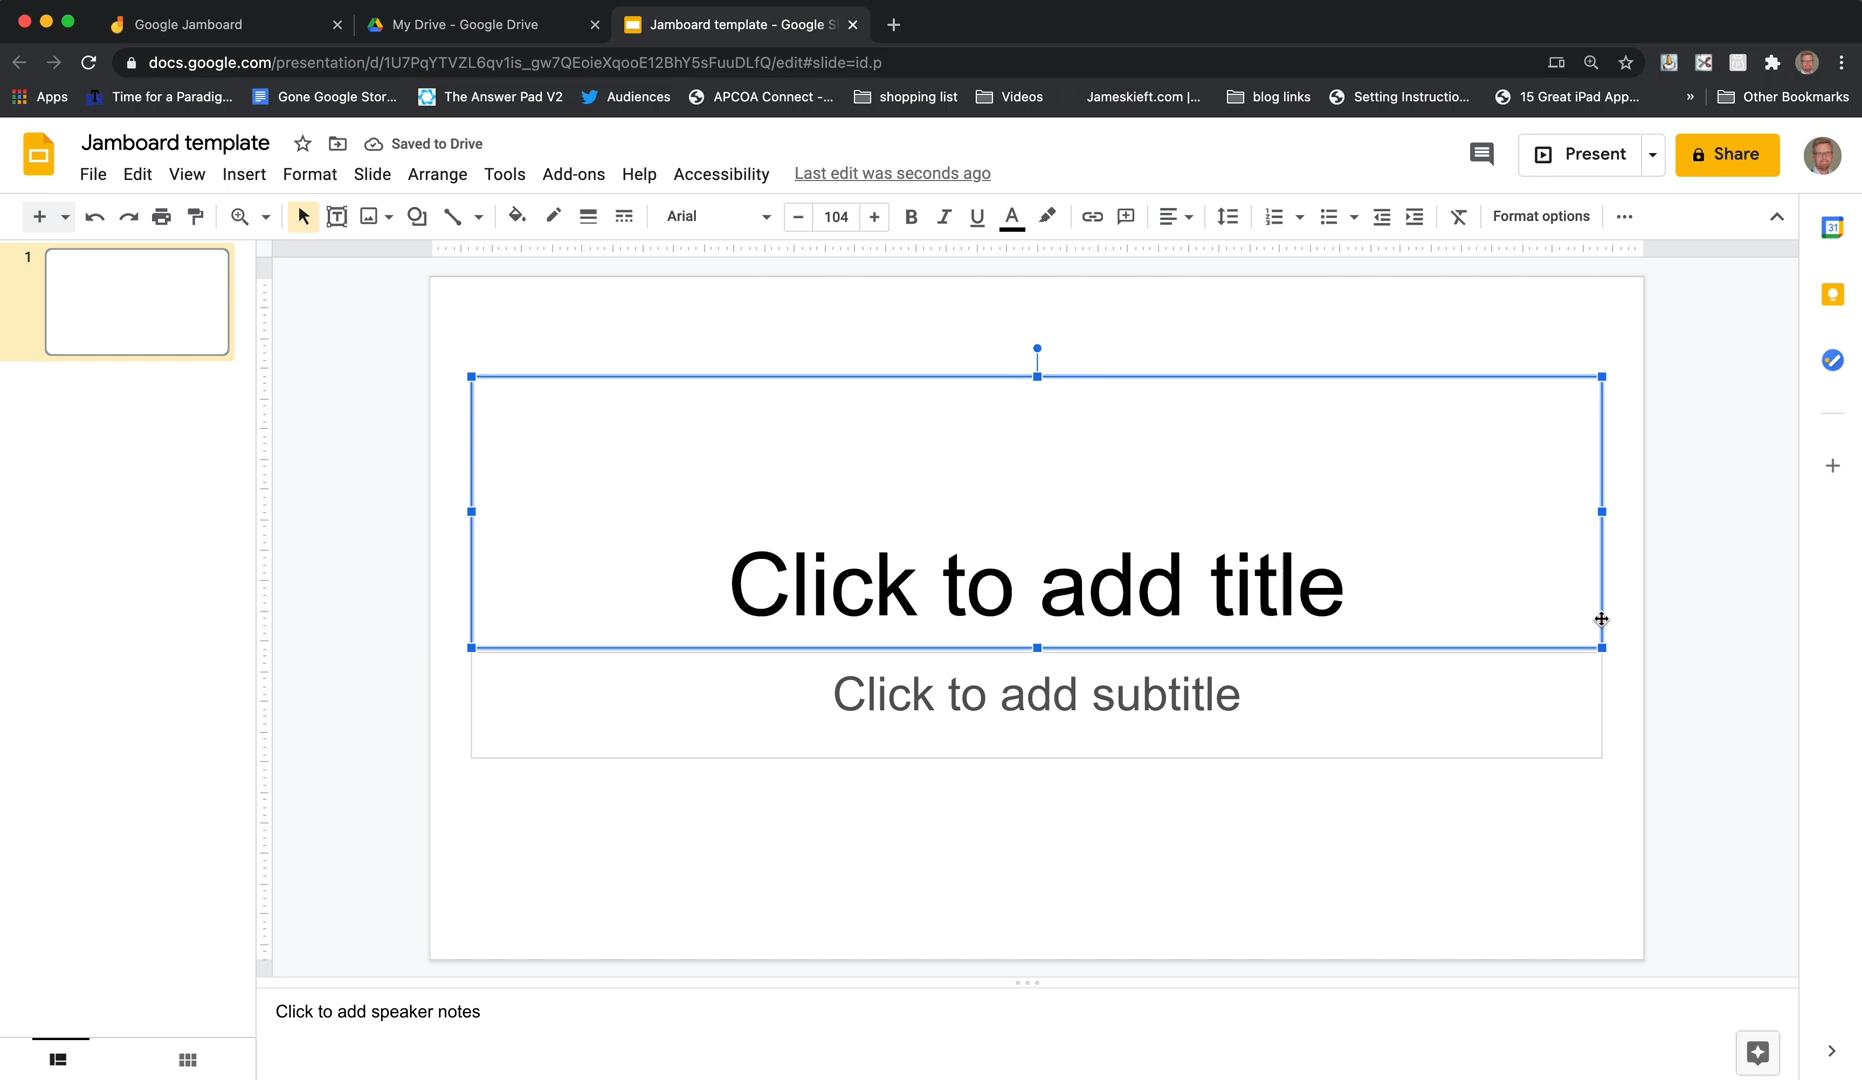 Google Jamboard
My Drive - Google Drive
Jamboard template - Google S
docs.google.com/presentation/d/1U7PqYTVZL6qv1is_gw7QEoieXqooE12BhY5sFuuDLfQ/edit#slide=id.p
Apps
Time for a Paradig...
Gone Google Stor...
The Answer Pad V2
Audiences
APCOA Connect -...
shopping list
Videos
Jameskieft.com |...
blog links
Setting Instructio...
15 Great iPad App...
»
Other Bookmarks
Jamboard template
Saved to Drive
Present
Share
File Edit View Insert Format Slide Arrange Tools Add-ons Help Accessibility
Last edit was seconds ago
Arial
104
B I U A
Format options
31
1
Click to add title
Click to add subtitle
Click to add speaker notes